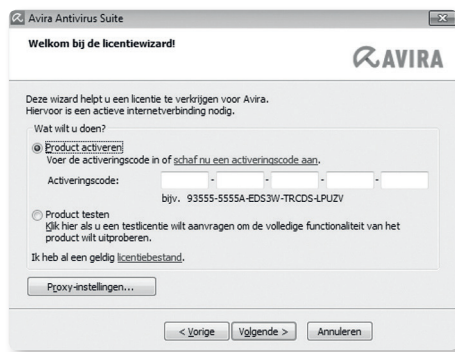 Avira Antivirus Suite
Welkom bij de licentiewizard!
AVIRA
Deze wizard helpt u een licentie te verkrijgen voor Avira.
Hiervoor is een actieve internetverbinding nodig.
Wat wilt u doen?
Product activeren
Voer de activeringscode in of schaf nu een activeringscode aan.
Activeringscode: - - - - -
bijv. 93555-5555A-EDS3W-TRCDS-LPUZV
Product testen
Klik hier als u een testlicentie wilt aanvragen om de volledige functionaliteit van het
product wilt uitproberen.
Ik heb al een geldig licentiebestand.
Proxy-instellingen...
< Vorige Volgende > Annuleren